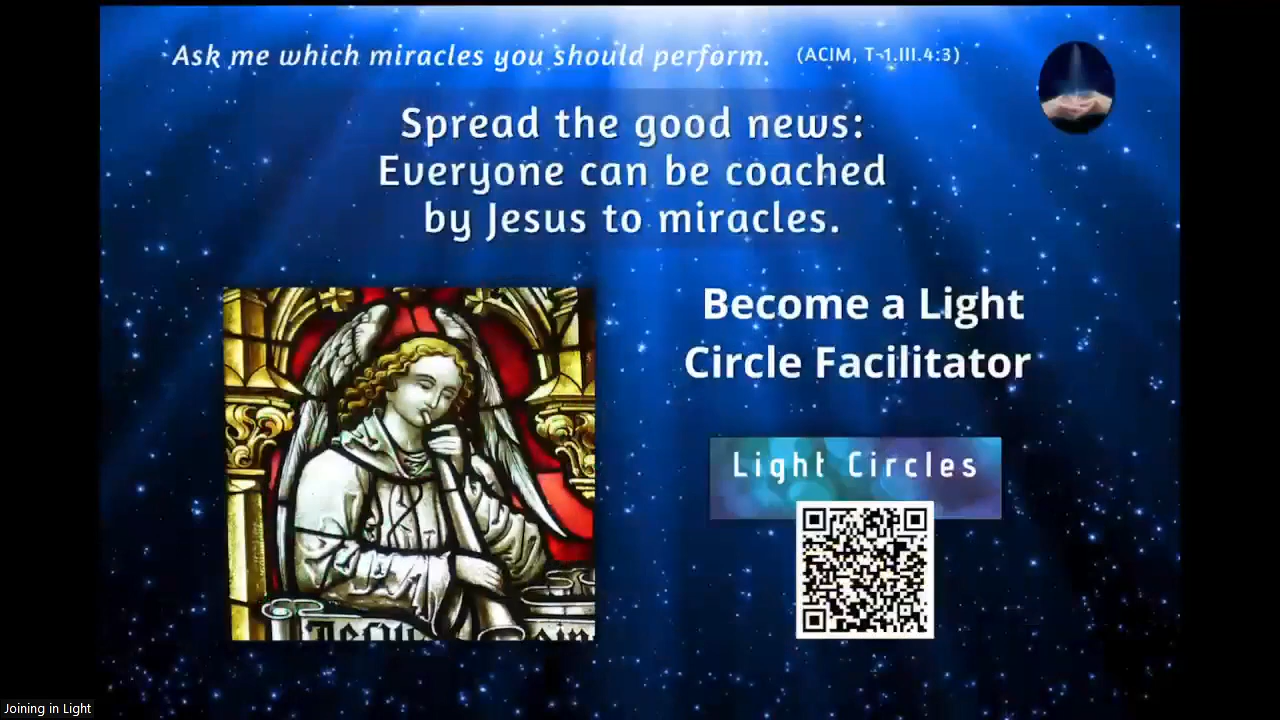 Ask me which miracles you should perform. (ACIM, T-1.III.4:3)
Spread the good news:
Everyone can be coached
by Jesus to miracles.
Become a Light
Circle Facilitator
Light Circles
Joining in Light